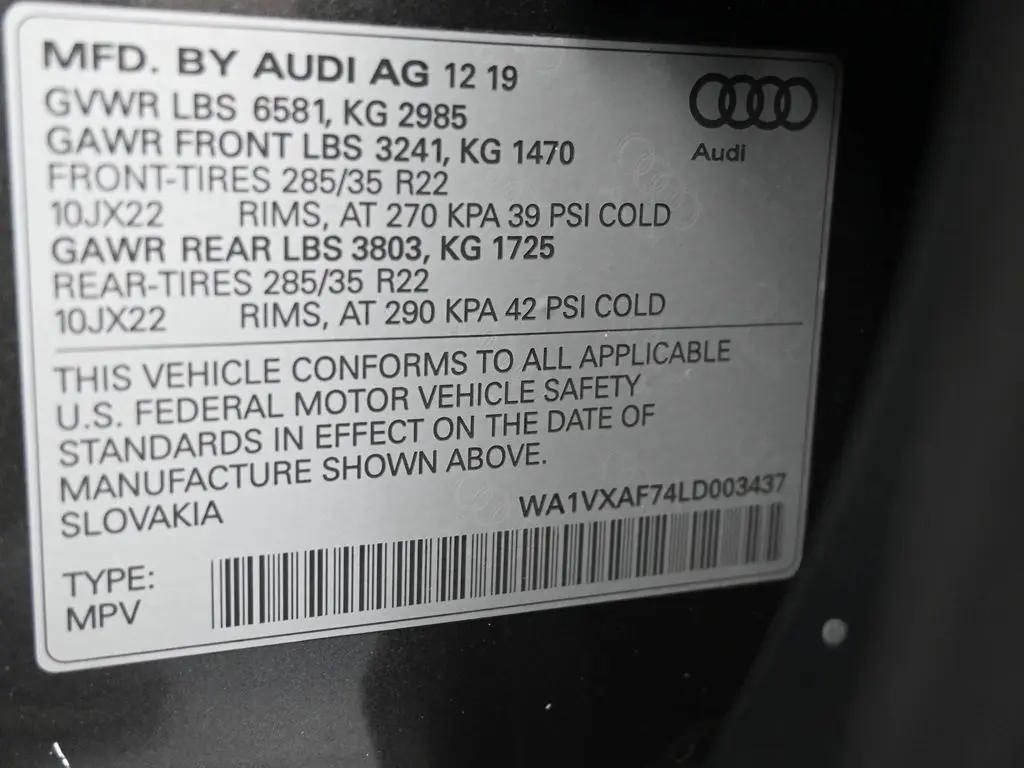 MFD. BY AUDI AG 12 19
GVWR LBS 6581, KG 2985
GAWR FRONT LBS 3241, KG 1470
FRONT-TIRES 285/35 R22
10JX22 RIMS, AT 270 KPA 39 PSI COLD
GAWR REAR LBS 3803, KG 1725
REAR-TIRES 285/35 R22
10JX22 RIMS, AT 290 KPA 42 PSI COLD
Audi
THIS VEHICLE CONFORMS TO ALL APPLICABLE
U.S. FEDERAL MOTOR VEHICLE SAFETY
STANDARDS IN EFFECT ON THE DATE OF
MANUFACTURE SHOWN ABOVE.
SLOVAKIA
WA1VXAF74LD003437
TYPE:
MPV